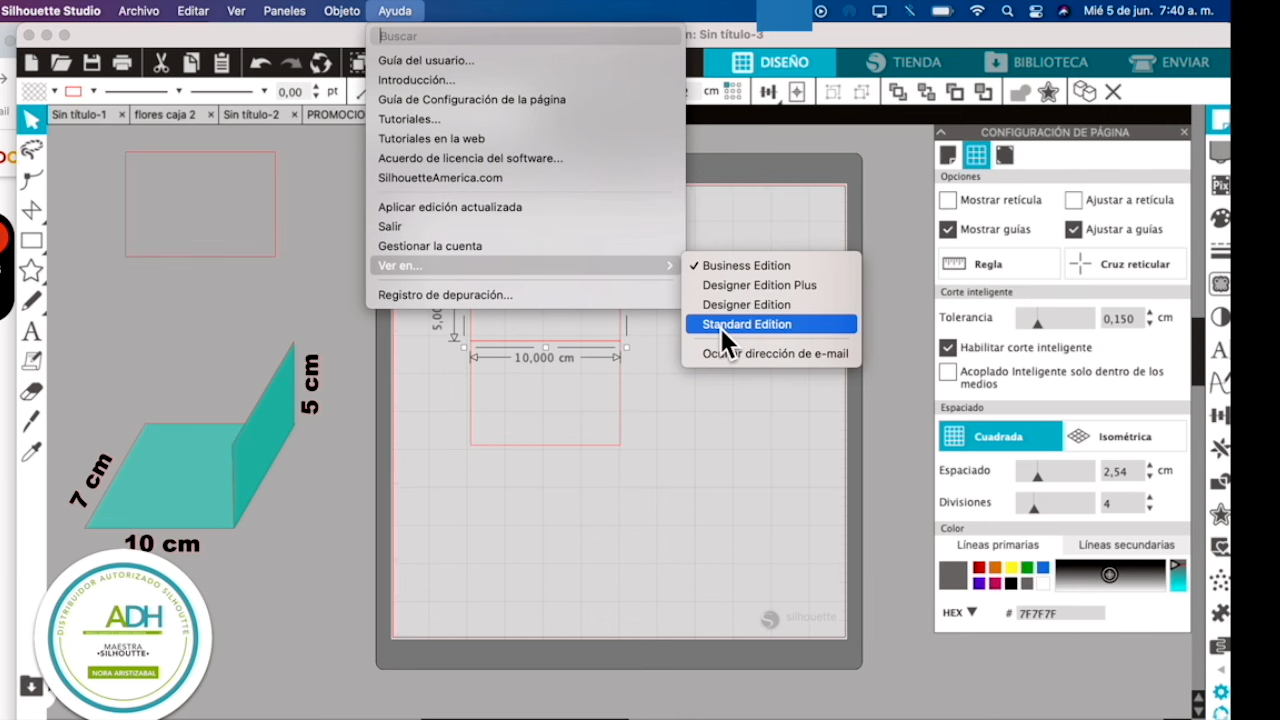 Silhouette Studio Archivo Editar Ver Paneles Objeto Ayuda
Mié 5 de jun. 7:40 a. m.
n: Sin título-3
Buscar
Guía del usuario...
Introducción...
Guía de Configuración de la página
Tutoriales...
Tutoriales en la web
Acuerdo de licencia del software...
SilhouetteAmerica.com
Aplicar edición actualizada
Salir
Gestionar la cuenta
Ver en...
Registro de depuración...
Business Edition
Designer Edition Plus
Designer Edition
Standard Edition
dirección de e-mail
DISEÑO
TIENDA
BIBLIOTECA
ENVIAR
0,00 pt
cm
Sin título-1
flores caja 2
Sin título-2
PROMOCIO
5,00
10,000 cm
5 cm
7 cm
10 cm
silhouette
DISTRIBUIDOR AUTORIZADO SILHOUTTE
ADH
MAESTRA
SILHOUTTE
NORA ARISTIZABAL
CONFIGURACIÓN DE PÁGINA
Opciones
Mostrar retícula
Ajustar a retícula
Mostrar guías
Ajustar a guías
Regla
Cruz reticular
Corte inteligente
Tolerancia 0,150 cm
Habilitar corte inteligente
Acoplado Inteligente solo dentro de los
medios
Espaciado
Cuadrada
Isométrica
Espaciado 2,54 cm
Divisiones 4
Color
Líneas primarias
Líneas secundarias
HEX # 7F7F7F
Pix
A
A